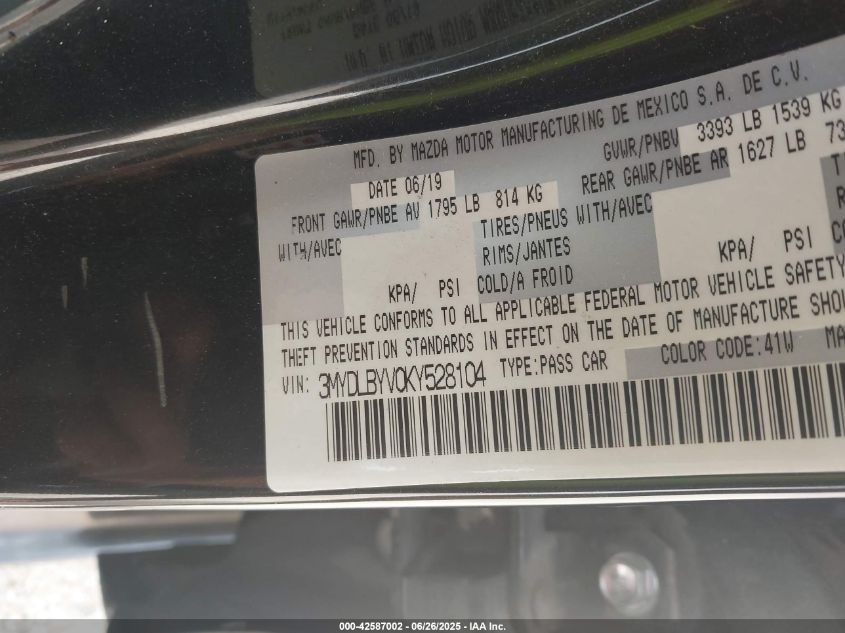 MFD. BY MAZDA MOTOR MANUFACTURING DE MEXICO S.A. DE C.V.
DATE 06/19 GVWR/PNBV 3393 LB 1539 KG
FRONT GAWR/PNBE AV 1795 LB 814 KG REAR GAWR/PNBE AR 1627 LB 73
WITH/AVEC TIRES/PNEUS WITH/AVEC
RIMS/JANTES
KPA/ PSI COLD/A FROID KPA/ PSI
THIS VEHICLE CONFORMS TO ALL APPLICABLE FEDERAL MOTOR VEHICLE SAFETY
THEFT PREVENTION STANDARDS IN EFFECT ON THE DATE OF MANUFACTURE SHO
VIN: 3MYDLBYV0KY528104 TYPE:PASS CAR COLOR CODE:41W MA
000-42587002 - 06/26/2025 - IAA Inc.